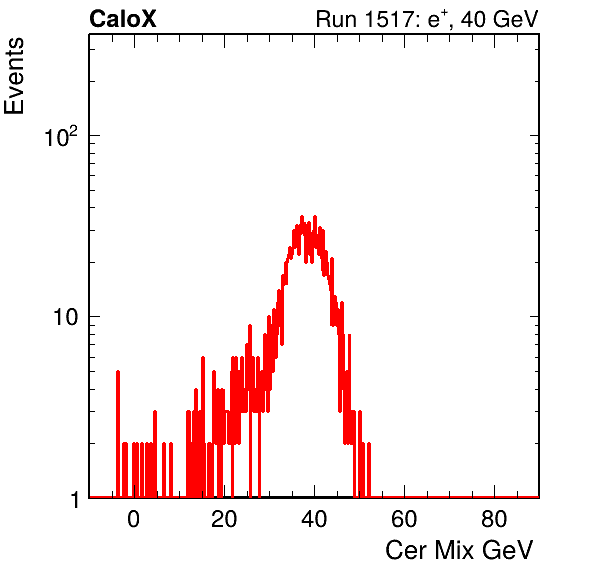 CaloX Run 1517: e⁺, 40 GeV
Events
10²
10
1
0 20 40 60 80
Cer Mix GeV